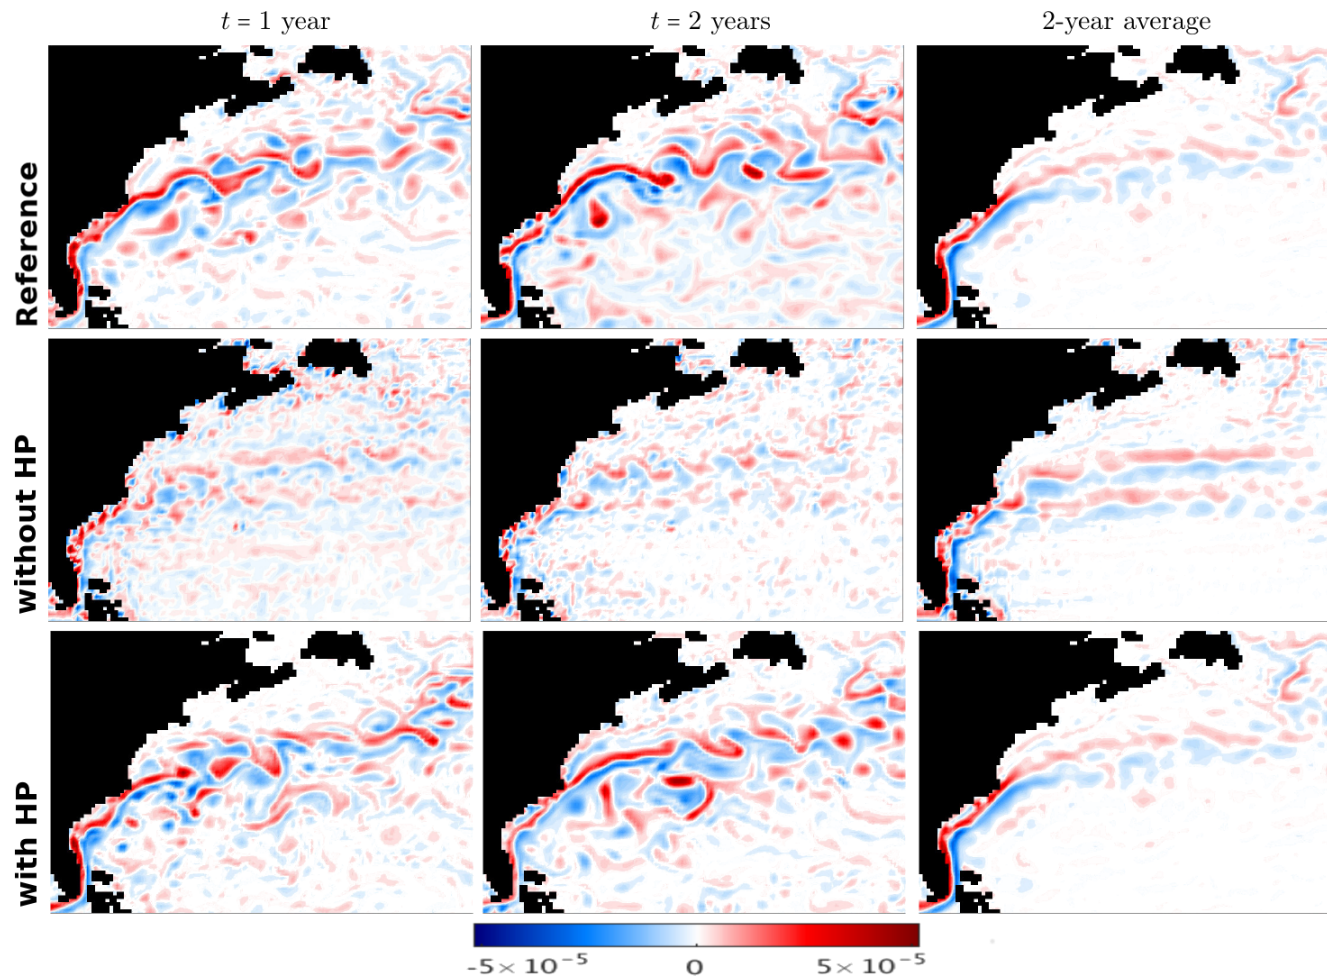 t = 1 year
t = 2 years
2-year average
Reference
without HP
with HP
-5×10⁻⁵
0
5×10⁻⁵